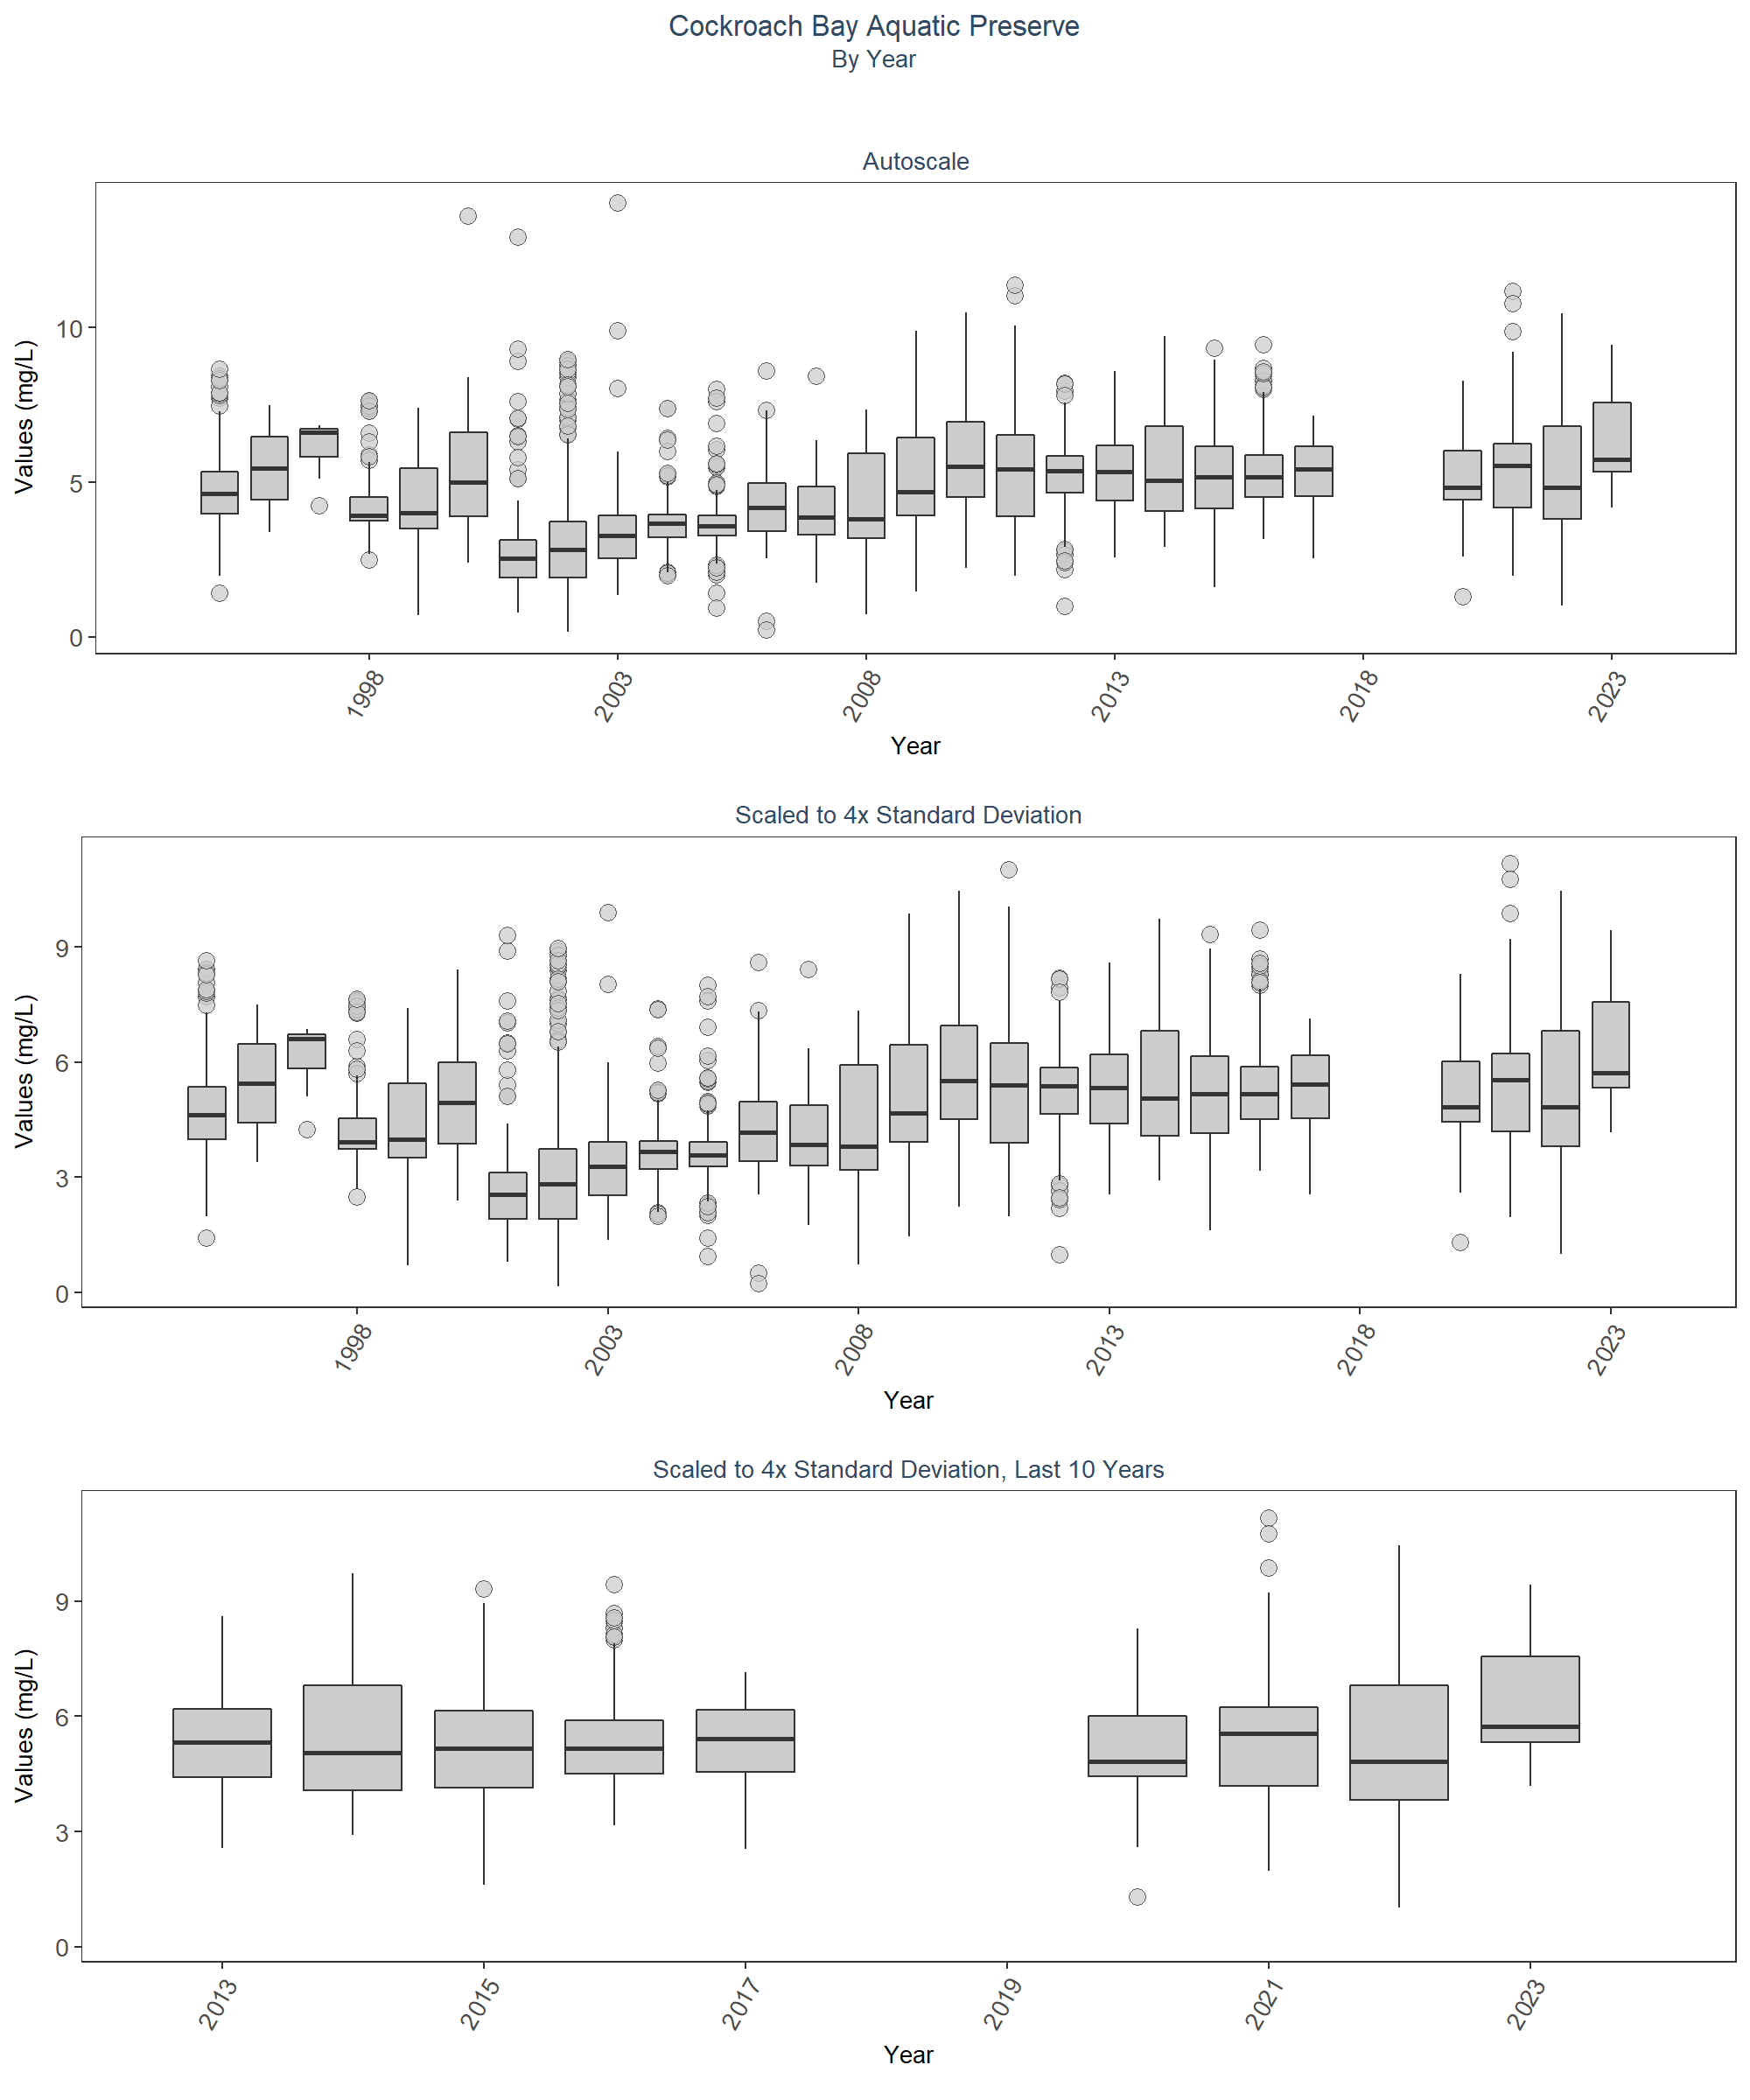 Cockroach Bay Aquatic Preserve
By Year
Autoscale
Values (mg/L)
10
5
0
1998 2003 2008 2013 2018 2023
Year
Scaled to 4x Standard Deviation
Values (mg/L)
9
6
3
0
1998 2003 2008 2013 2018 2023
Year
Scaled to 4x Standard Deviation, Last 10 Years
Values (mg/L)
9
6
3
0
2013 2015 2017 2019 2021 2023
Year